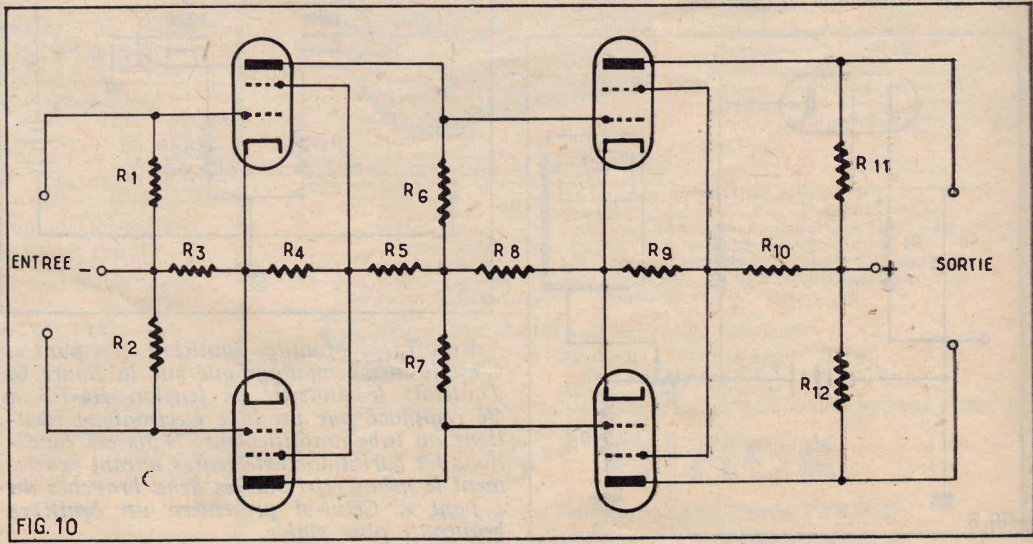 R1
R2
R3
R4
R5
R6
R7
R8
R9
R10
R11
R12
ENTREE -
+ SORTIE
FIG. 10